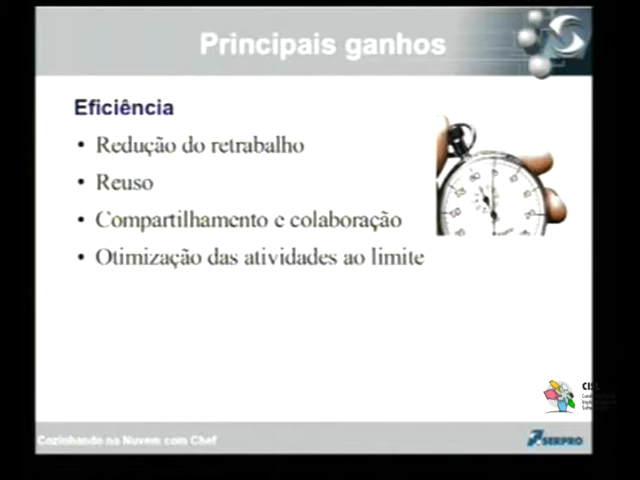 Principais ganhos
Eficiência
• Redução do retrabalho
• Reuso
• Compartilhamento e colaboração
• Otimização das atividades ao limite
Cozinhando na Nuvem com Chef
SERPRO